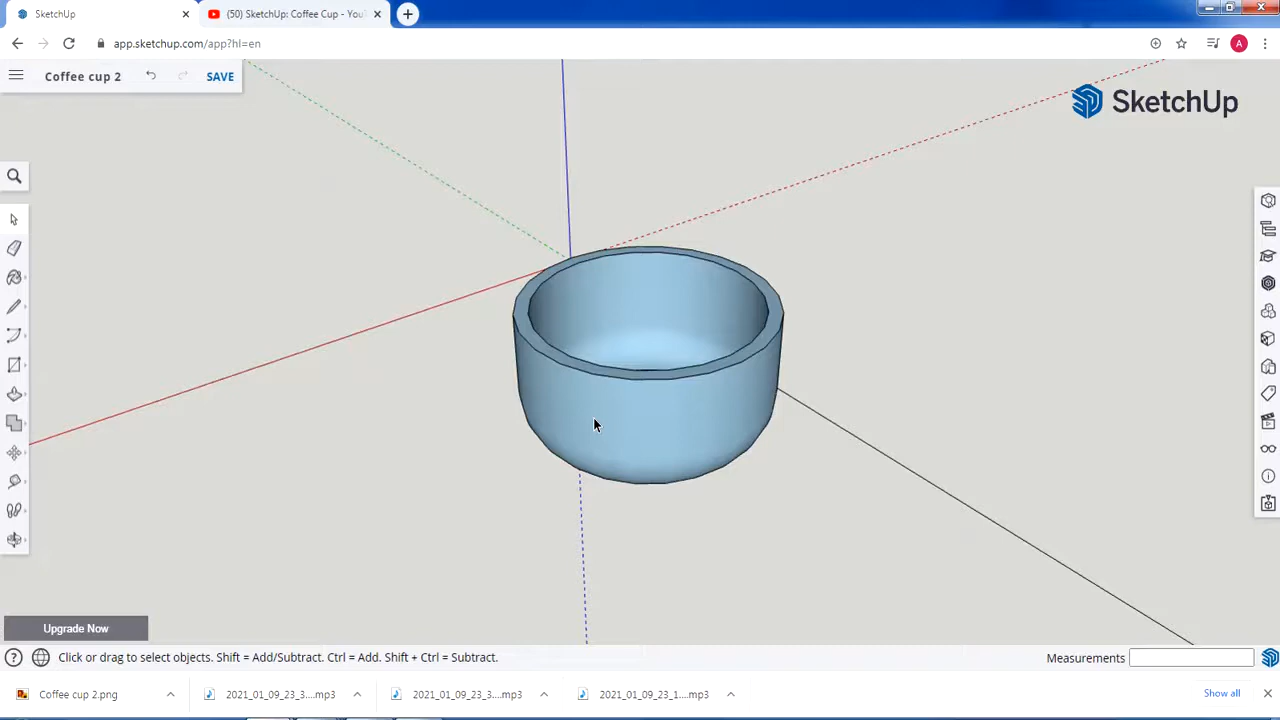 SketchUp
(50) SketchUp: Coffee Cup - You
app.sketchup.com/app?hl=en
A
Coffee cup 2
SAVE
SketchUp
Upgrade Now
Click or drag to select objects. Shift = Add/Subtract. Ctrl = Add. Shift + Ctrl = Subtract.
Measurements
Coffee cup 2.png
2021_01_09_23_3....mp3
2021_01_09_23_3....mp3
2021_01_09_23_1....mp3
Show all